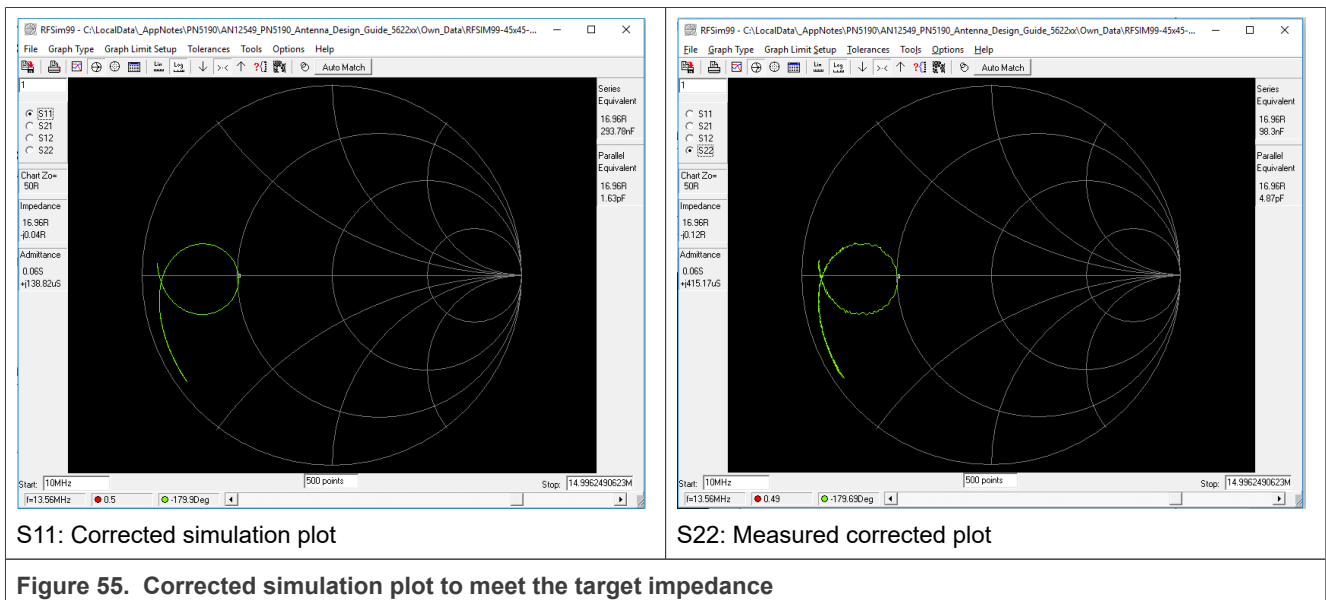 RFSim99 - C:\LocalData\_AppNotes\PN5190\AN12549_PN5190_Antenna_Design_Guide_5622xx\Own_Data\RFSIM99-45x45-...
File Graph Type Graph Limit Setup Tolerances Tools Options Help
Lin Log Auto Match
1
S11
S21
S12
S22
Chart Zo=
50R
Impedance
16.96R
-j0.04R
Admittance
0.06S
+j138.82uS
Series
Equivalent
16.96R
293.78nF
Parallel
Equivalent
16.96R
1.63pF
Start: 10MHz 500 points Stop: 14.9962490623M
f=13.56MHz 0.5 -179.9Deg
S11: Corrected simulation plot
RFSim99 - C:\LocalData\_AppNotes\PN5190\AN12549_PN5190_Antenna_Design_Guide_5622xx\Own_Data\RFSIM99-45x45-...
File Graph Type Graph Limit Setup Tolerances Tools Options Help
Lin Log Auto Match
1
S11
S21
S12
S22
Chart Zo=
50R
Impedance
16.96R
-j0.12R
Admittance
0.06S
+j415.17uS
Series
Equivalent
16.96R
98.3nF
Parallel
Equivalent
16.96R
4.87pF
Start: 10MHz 500 points Stop: 14.9962490623M
f=13.56MHz 0.49 -179.69Deg
S22: Measured corrected plot
Figure 55. Corrected simulation plot to meet the target impedance